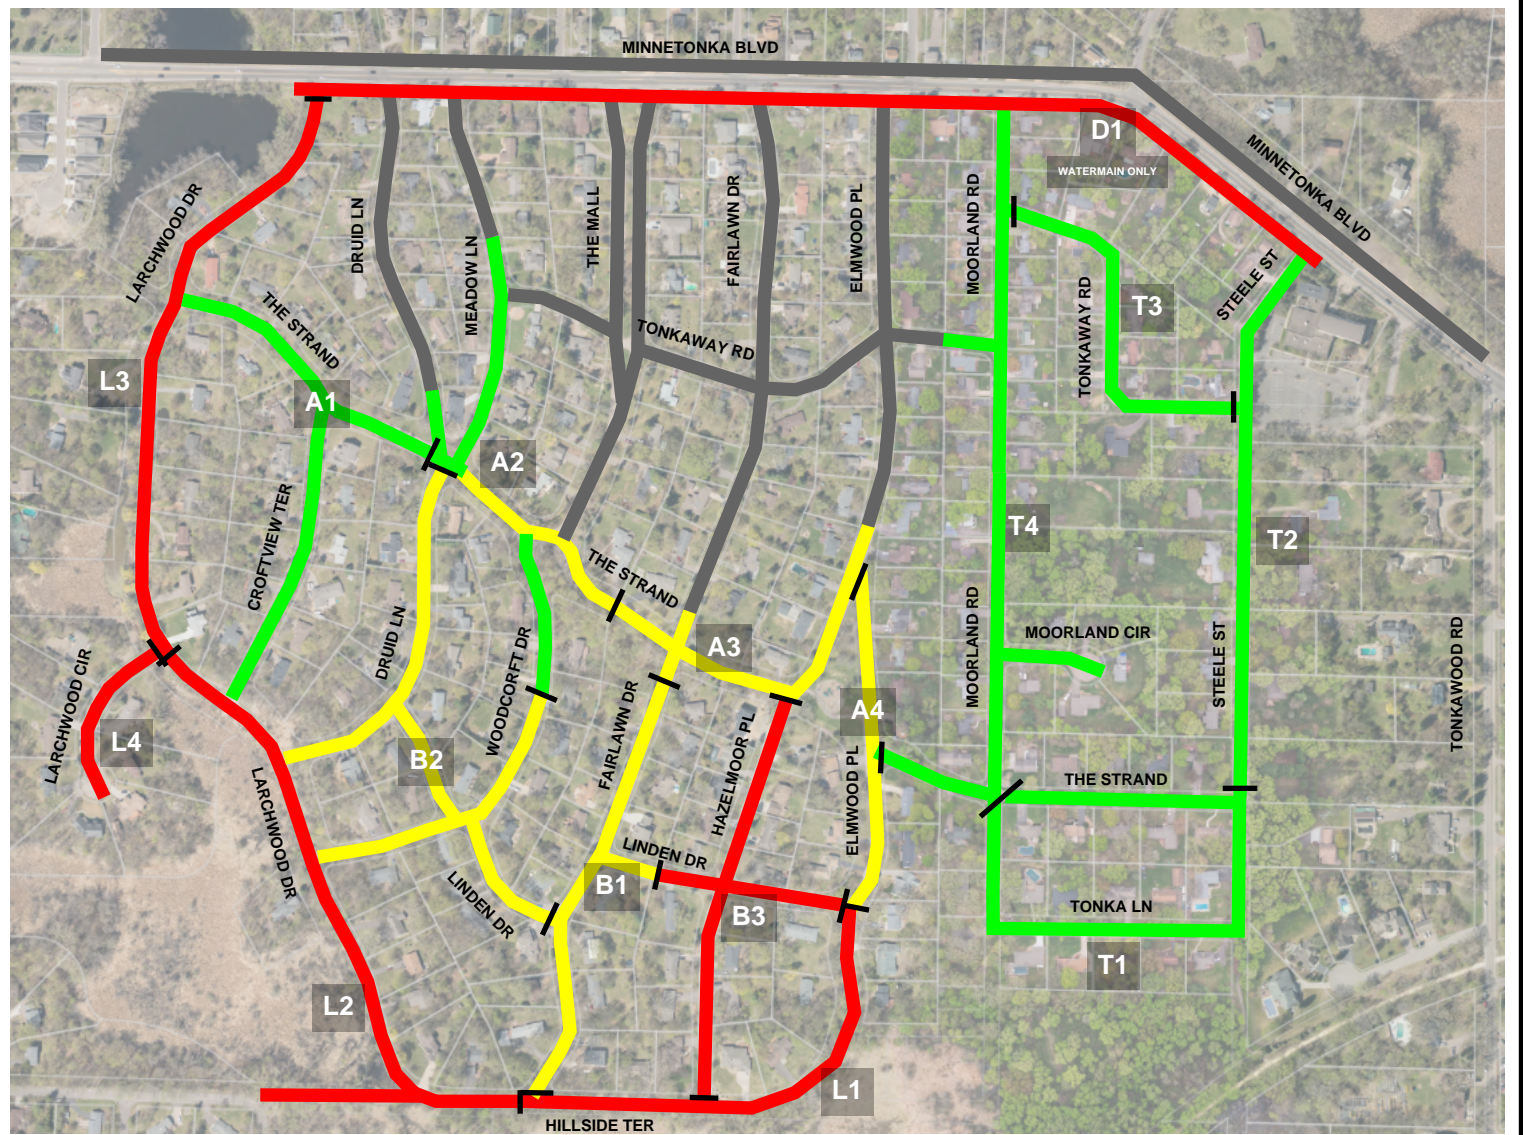 MINNETONKA BLVD
D1
WATERMAIN ONLY
MINNETONKA BLVD
LARCHWOOD DR
DRUID LN
MEADOW LN
THE MALL
FAIRLAWN DR
ELMWOOD PL
MOORLAND RD
TONKAWAY RD
T3
STEELE ST
THE STRAND
TONKAWAY RD
L3
A1
A2
CROFTVIEW TER
T4
T2
THE STRAND
DRUID LN
WOODCORFT DR
A3
MOORLAND RD
MOORLAND CIR
STEELE ST
TONKAWOOD RD
LARCHWOOD CIR
L4
B2
FAIRLAWN DR
HAZELMOOR PL
A4
ELMWOOD PL
THE STRAND
LARCHWOOD DR
LINDEN DR
B1
LINDEN DR
B3
TONKA LN
T1
L2
L1
HILLSIDE TER